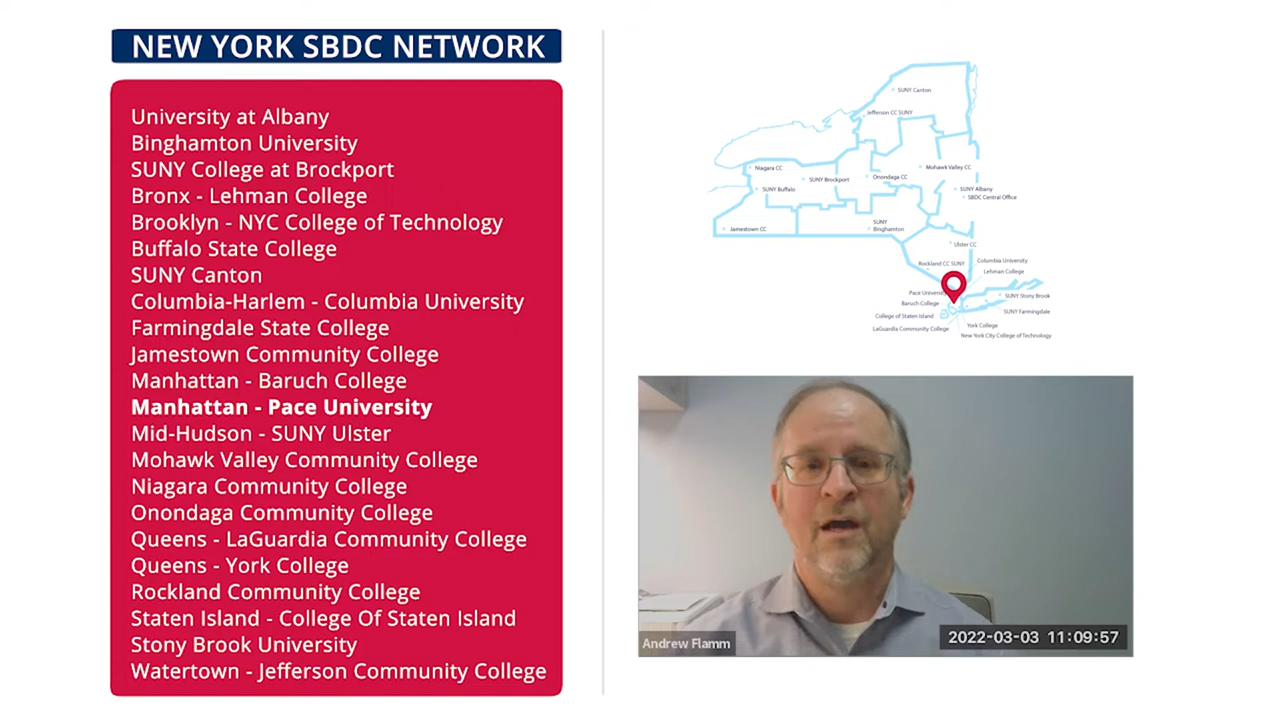 NEW YORK SBDC NETWORK
University at Albany
Binghamton University
SUNY College at Brockport
Bronx - Lehman College
Brooklyn - NYC College of Technology
Buffalo State College
SUNY Canton
Columbia-Harlem - Columbia University
Farmingdale State College
Jamestown Community College
Manhattan - Baruch College
Manhattan - Pace University
Mid-Hudson - SUNY Ulster
Mohawk Valley Community College
Niagara Community College
Onondaga Community College
Queens - LaGuardia Community College
Queens - York College
Rockland Community College
Staten Island - College Of Staten Island
Stony Brook University
Watertown - Jefferson Community College
SUNY Canton
Jefferson CC SUNY
Niagara CC
SUNY Brockport
Onondaga CC
Mohawk Valley CC
SUNY Buffalo
SUNY Albany
SBDC Central Office
Jamestown CC
SUNY
Binghamton
Ulster CC
Rockland CC SUNY
Columbia University
Lehman College
Pace University
Baruch College
SUNY Stony Brook
College of Staten Island
SUNY Farmingdale
LaGuardia Community College
York College
New York City College of Technology
Andrew Flamm
2022-03-03 11:09:57